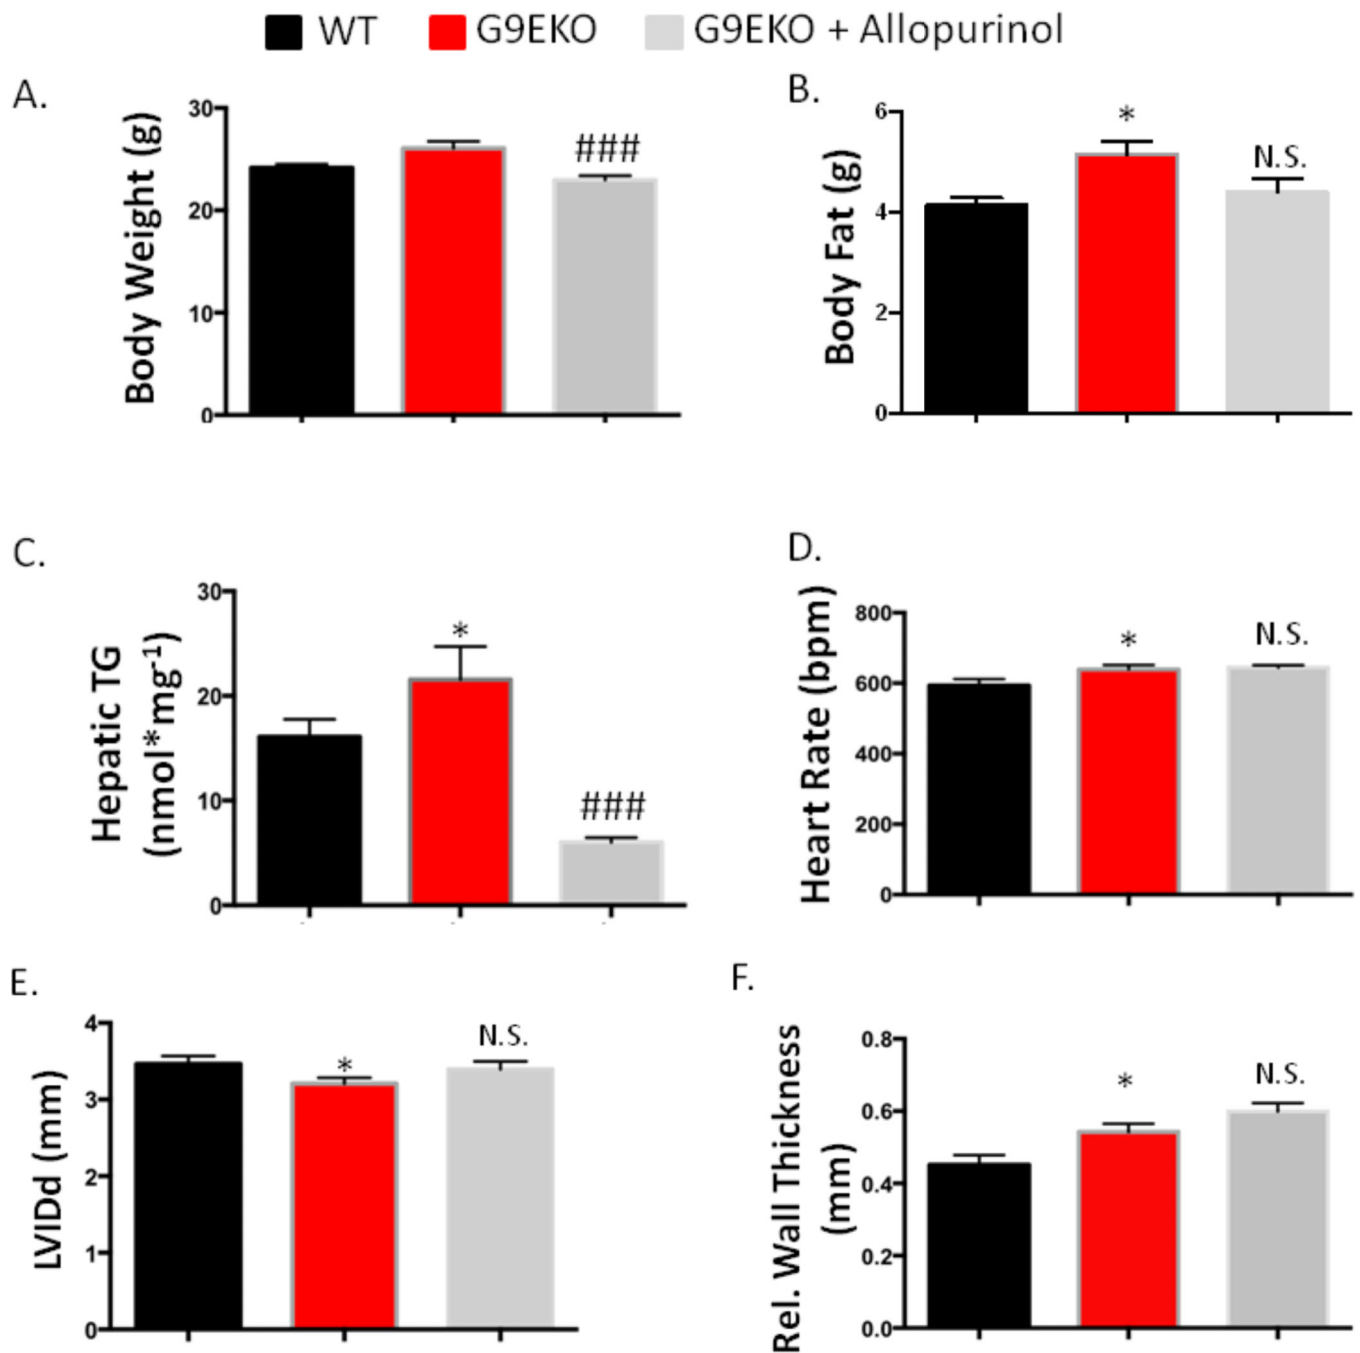 WT G9EKO G9EKO + Allopurinol
A.
Body Weight (g)
30
20
10
0
###
B.
Body Fat (g)
6
4
2
0
*
N.S.
C.
Hepatic TG
(nmol*mg-1)
30
20
10
0
*
###
D.
Heart Rate (bpm)
800
600
400
200
0
*
N.S.
E.
LVIDd (mm)
4
3
2
1
0
*
N.S.
F.
Rel. Wall Thickness
(mm)
0.8
0.6
0.4
0.2
0.0
*
N.S.